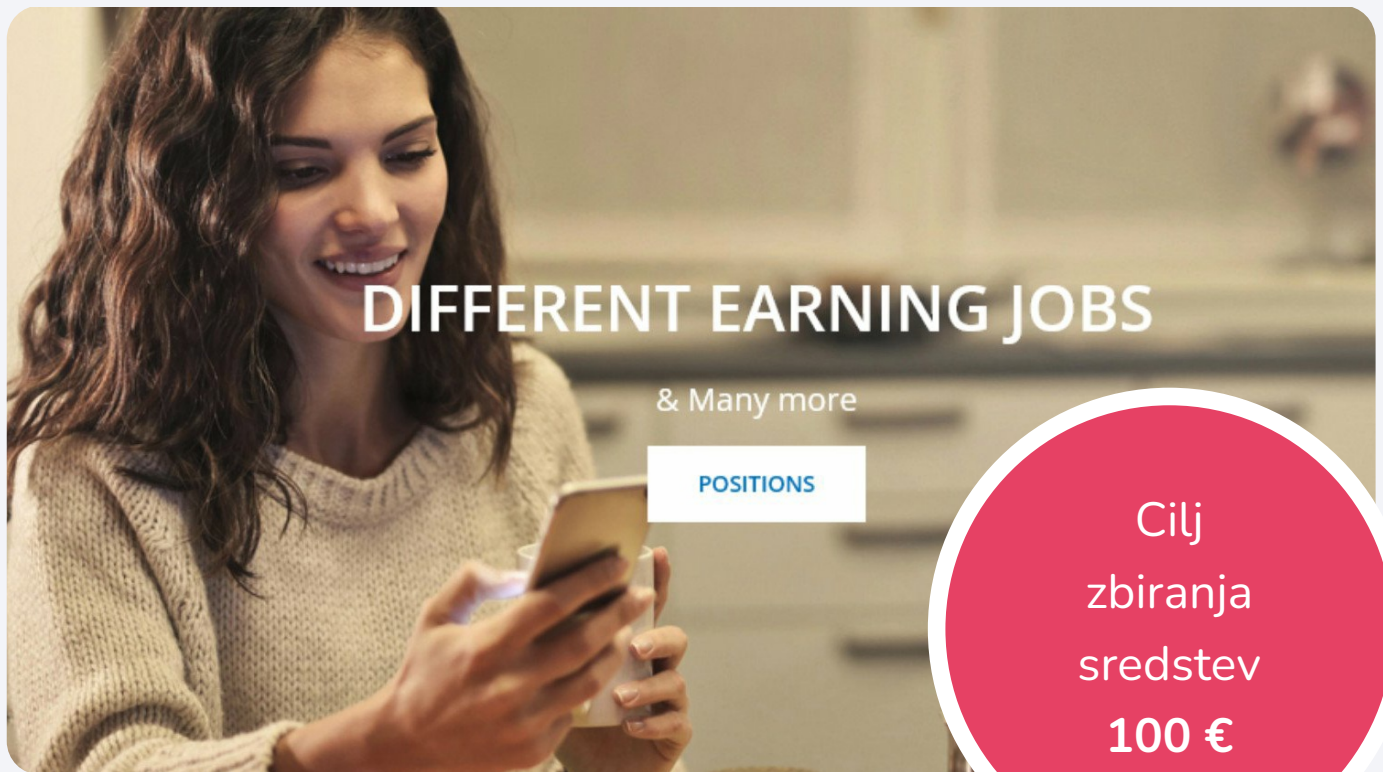 DIFFERENT EARNING JOBS
& Many more
POSITIONS
Cilj
zbiranja
sredstev
100 €